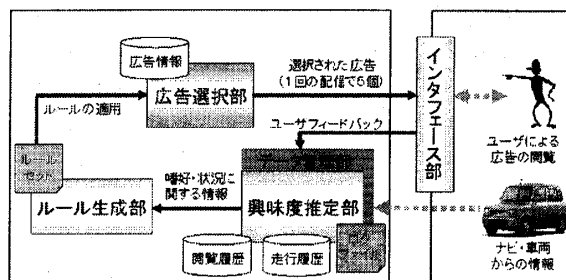 広告情報
広告選択部
選択された広告
(1回の配信で5個)
インタフェース部
ルールの適用
ユーザフィードバック
ユーザによる
広告の閲覧
ルール
セット
ルール生成部
嗜好・状況に
関する情報
興味度推定部
閲覧履歴
走行履歴
ナビ・車両
からの情報